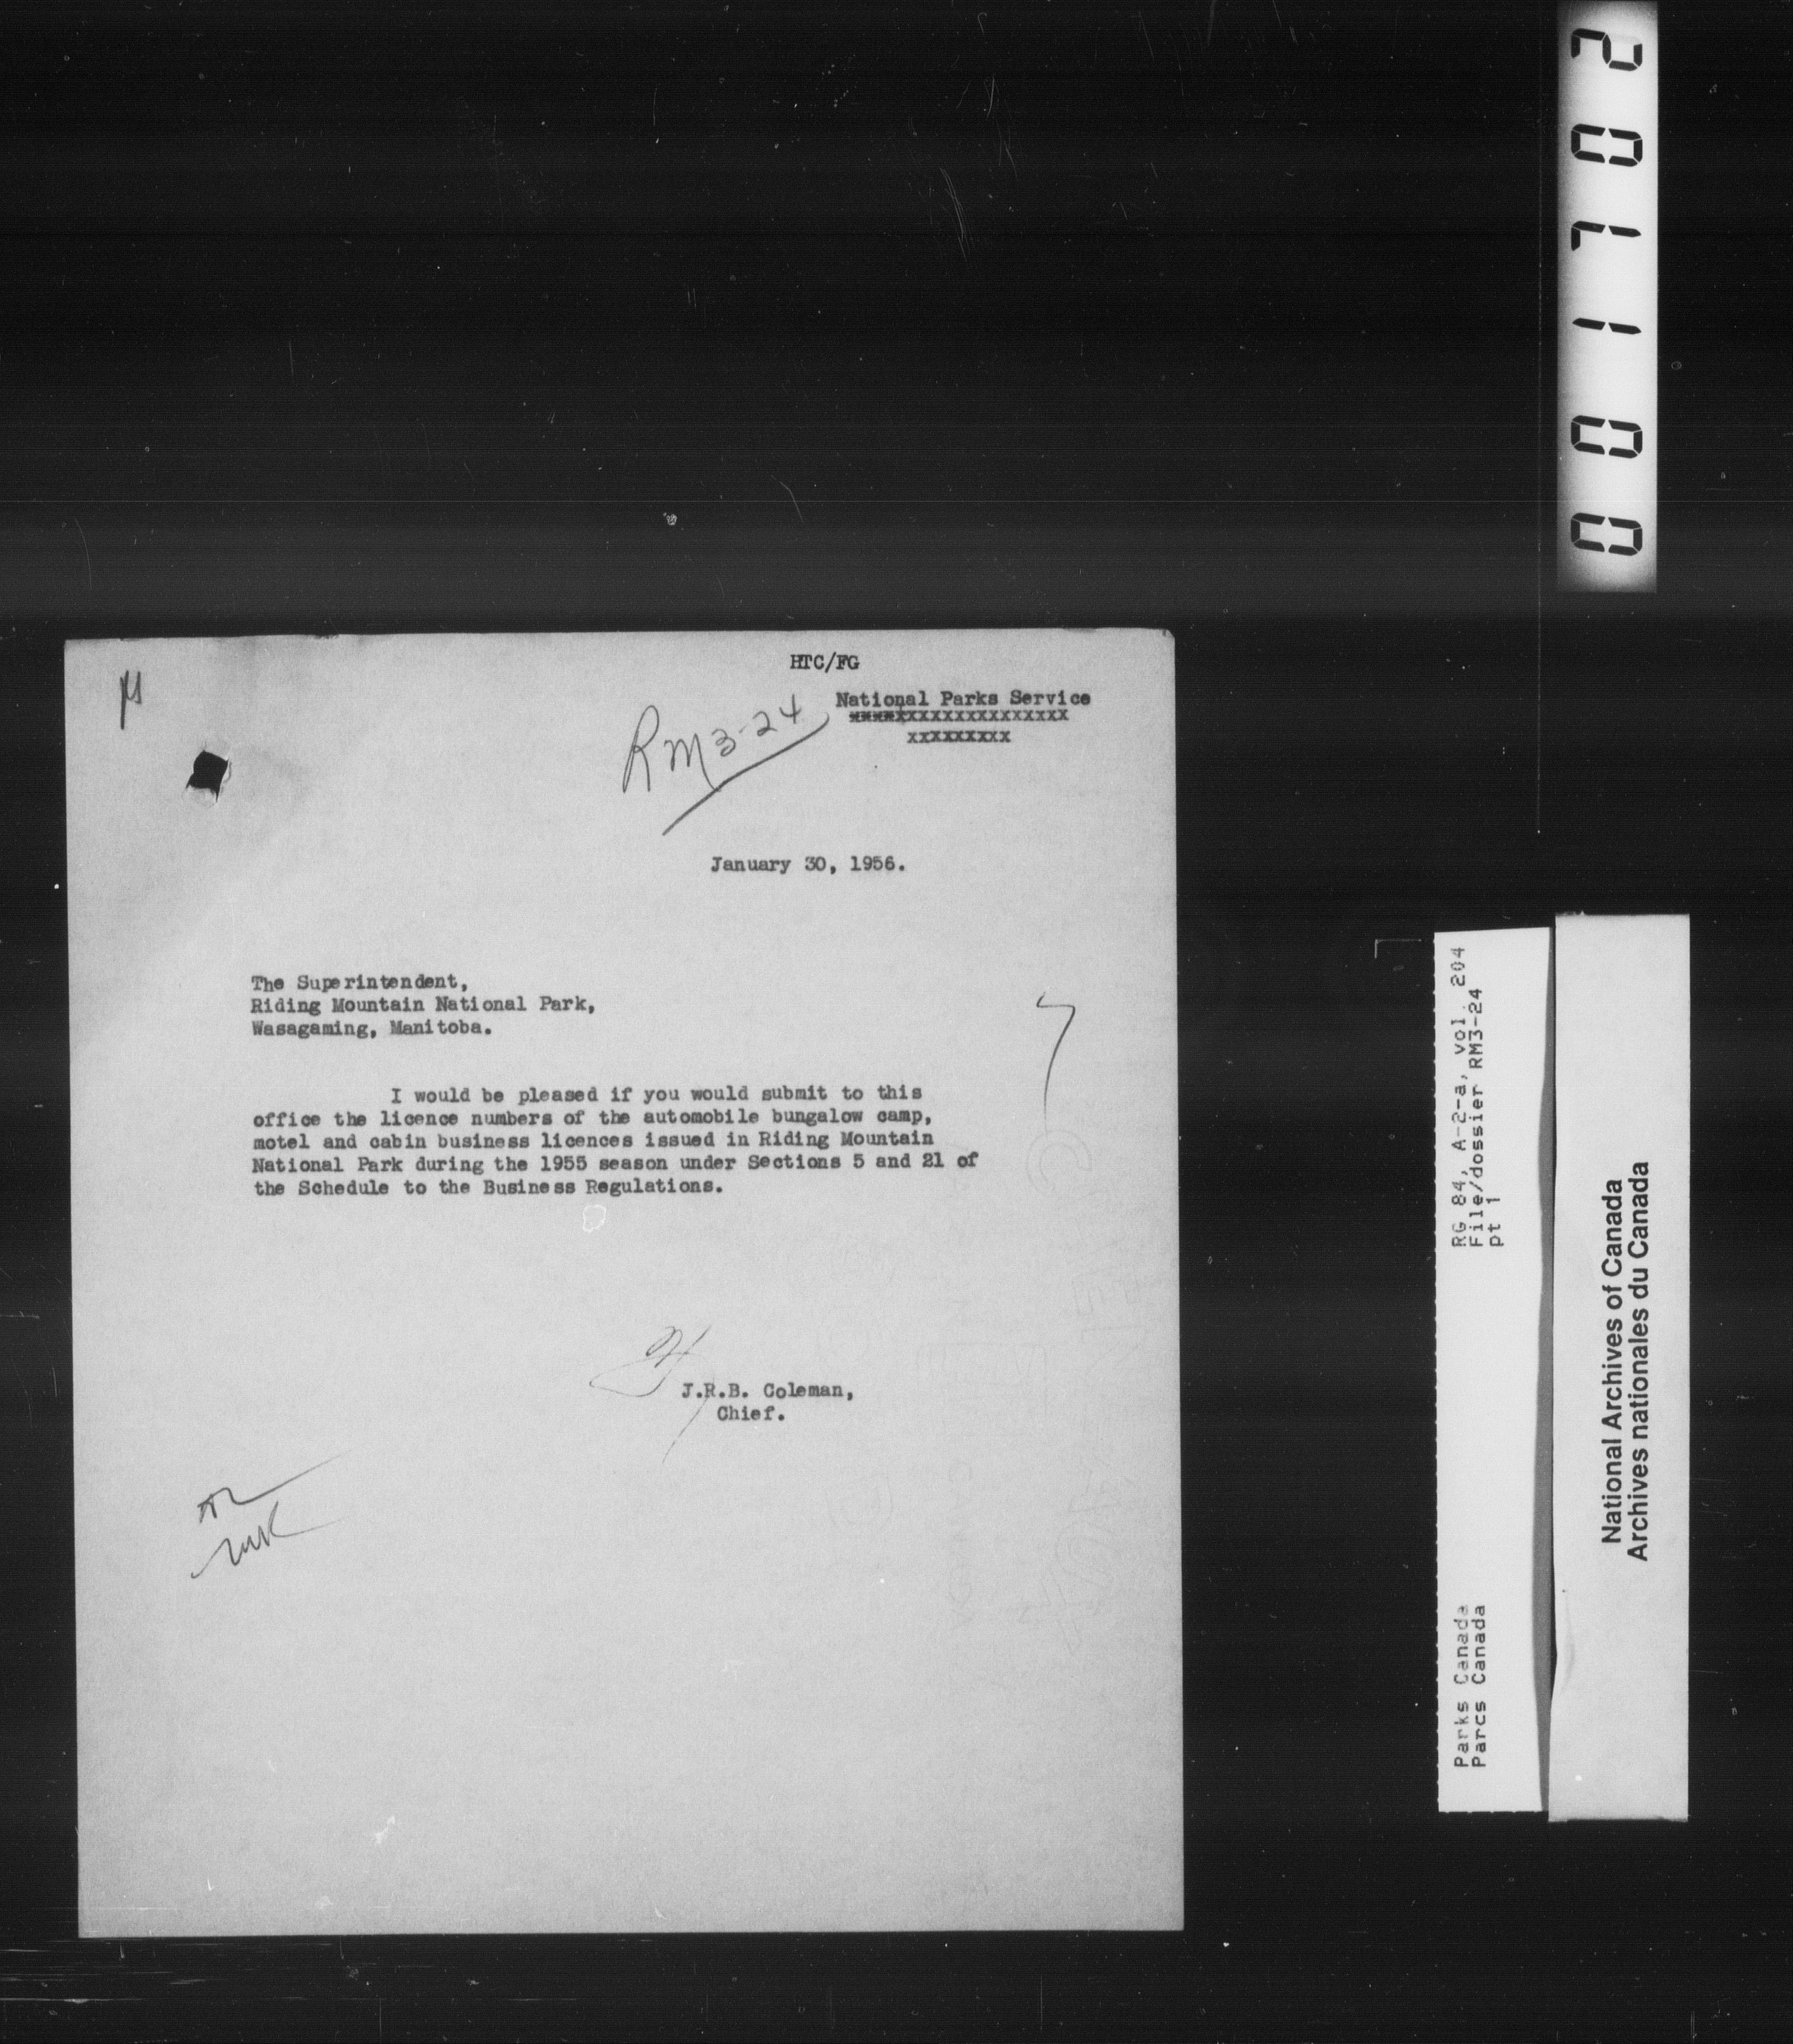 HTC/FG
National Parks Service
xxxxxxxxxxxxxxxxxxx
xxxxxxxxx
RM3-24
January 30, 1956.
The Superintendent,
Riding Mountain National Park,
Wasagaming, Manitoba.
I would be pleased if you would submit to this
office the licence numbers of the automobile bungalow camp,
motel and cabin business licences issued in Riding Mountain
National Park during the 1955 season under Sections 5 and 21 of
the Schedule to the Business Regulations.
J.R.B. Coleman,
Chief.
001702
RG 84, A-2-a, vol. 204
File/dossier RM3-24
pt 1
Parks Canada
Parcs Canada
National Archives of Canada
Archives nationales du Canada